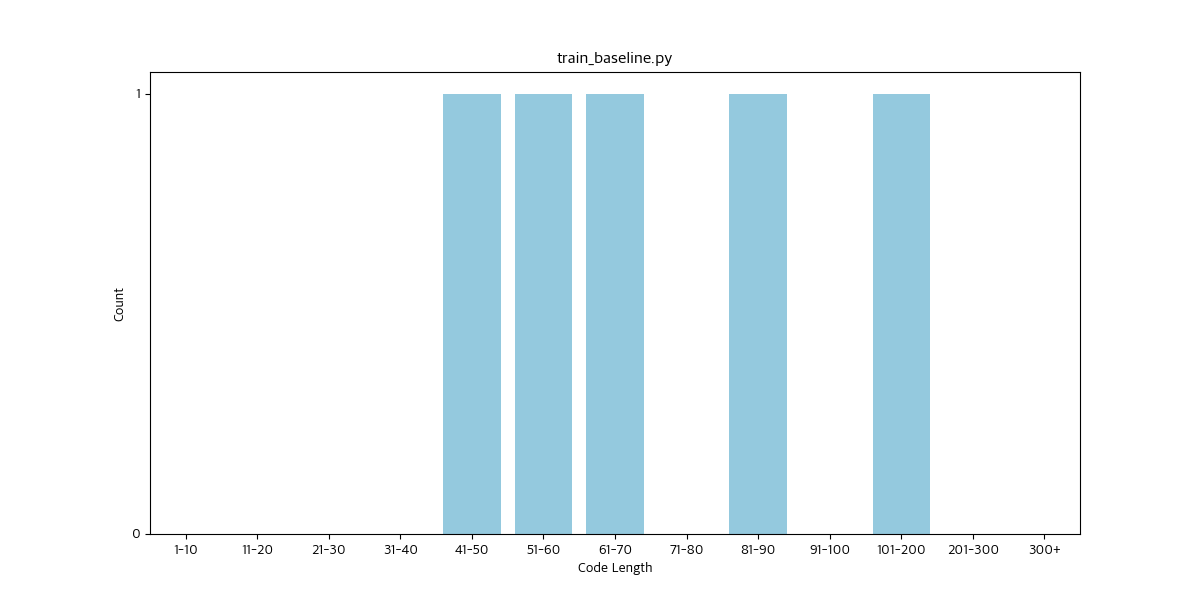 train_baseline.py
1
Count
0
1-10 11-20 21-30 31-40 41-50 51-60 61-70 71-80 81-90 91-100 101-200 201-300 300+
Code Length